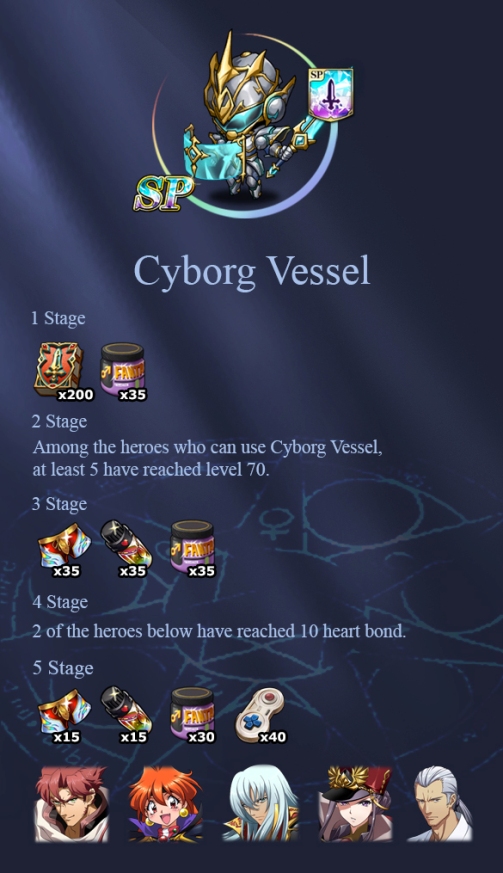 SP
SP
Cyborg Vessel
1 Stage
x200 x35
2 Stage
Among the heroes who can use Cyborg Vessel,
at least 5 have reached level 70.
3 Stage
x35 x35 x35
4 Stage
2 of the heroes below have reached 10 heart bond.
5 Stage
x15 x15 x30 x40